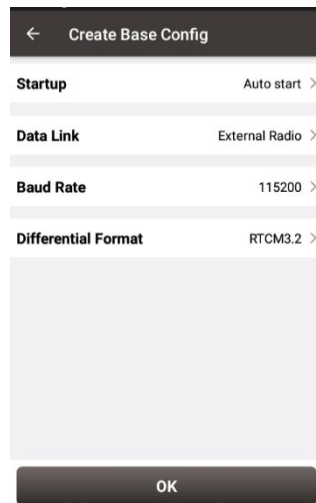 Create Base Config
Startup Auto start
Data Link External Radio
Baud Rate 115200
Differential Format RTCM3.2
OK